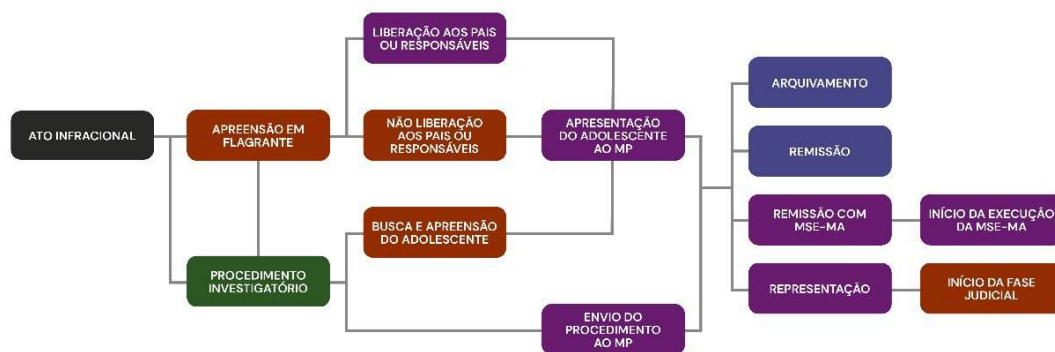 LIBERAÇÃO AOS PAIS
OU RESPONSÁVEIS
ATO INFRACIONAL
APREENSÃO EM
FLAGRANTE
NÃO LIBERAÇÃO
AOS PAIS OU
RESPONSÁVEIS
APRESENTAÇÃO
DO ADOLESCENTE
AO MP
BUSCA E APREENSÃO
DO ADOLESCENTE
PROCEDIMENTO
INVESTIGATÓRIO
ENVIO DO
PROCEDIMENTO
AO MP
ARQUIVAMENTO
REMISSÃO
REMISSÃO COM
MSE-MA
INÍCIO DA EXECUÇÃO
DA MSE-MA
REPRESENTAÇÃO
INÍCIO DA FASE
JUDICIAL